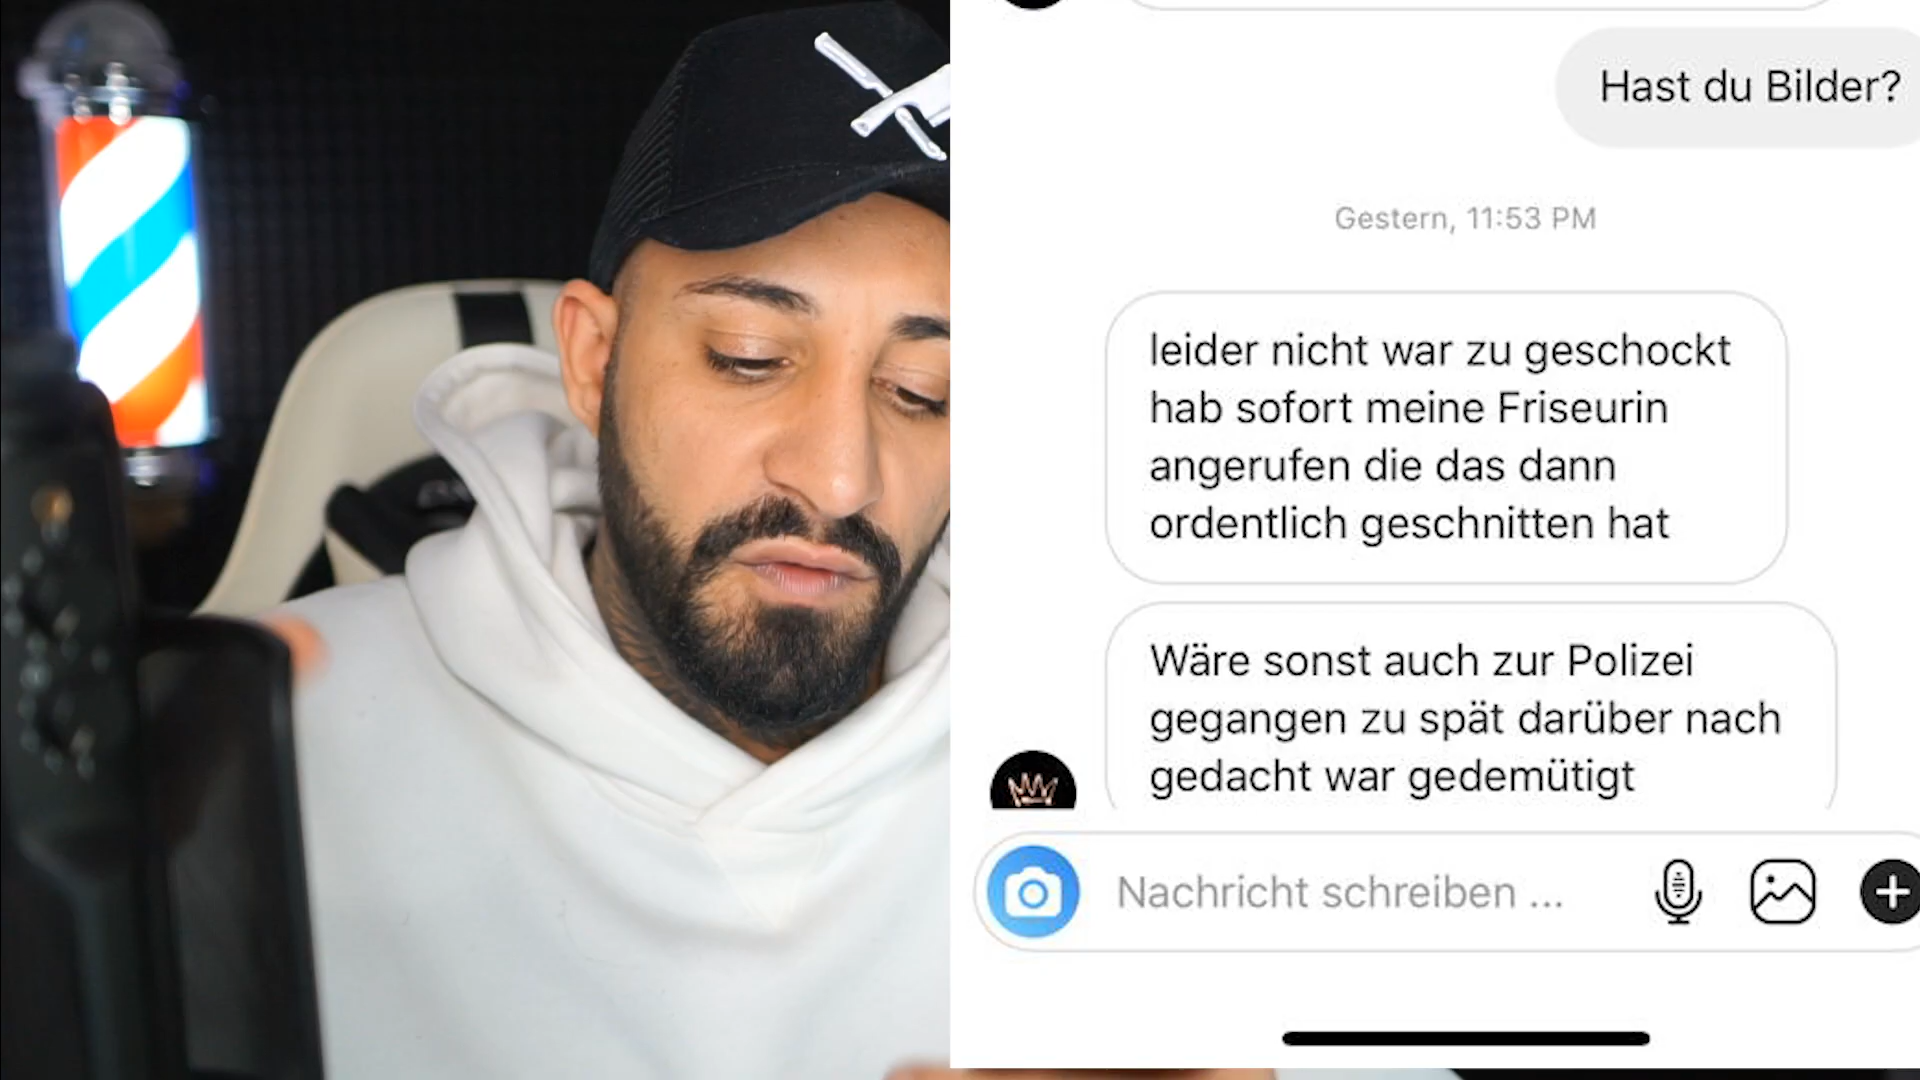 Hast du Bilder?
Gestern, 11:53 PM
leider nicht war zu geschockt
hab sofort meine Friseurin
angerufen die das dann
ordentlich geschnitten hat
Wäre sonst auch zur Polizei
gegangen zu spät darüber nach
gedacht war gedemütigt
Nachricht schreiben ...